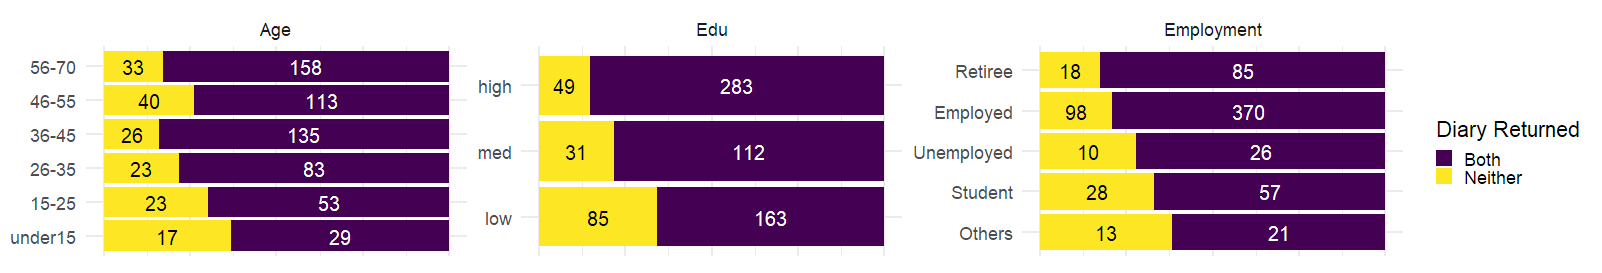 Age
56-70 33 158
46-55 40 113
36-45 26 135
26-35 23 83
15-25 23 53
under15 17 29
Edu
high 49 283
med 31 112
low 85 163
Employment
Retiree 18 85
Employed 98 370
Unemployed 10 26
Student 28 57
Others 13 21
Diary Returned
Both
Neither